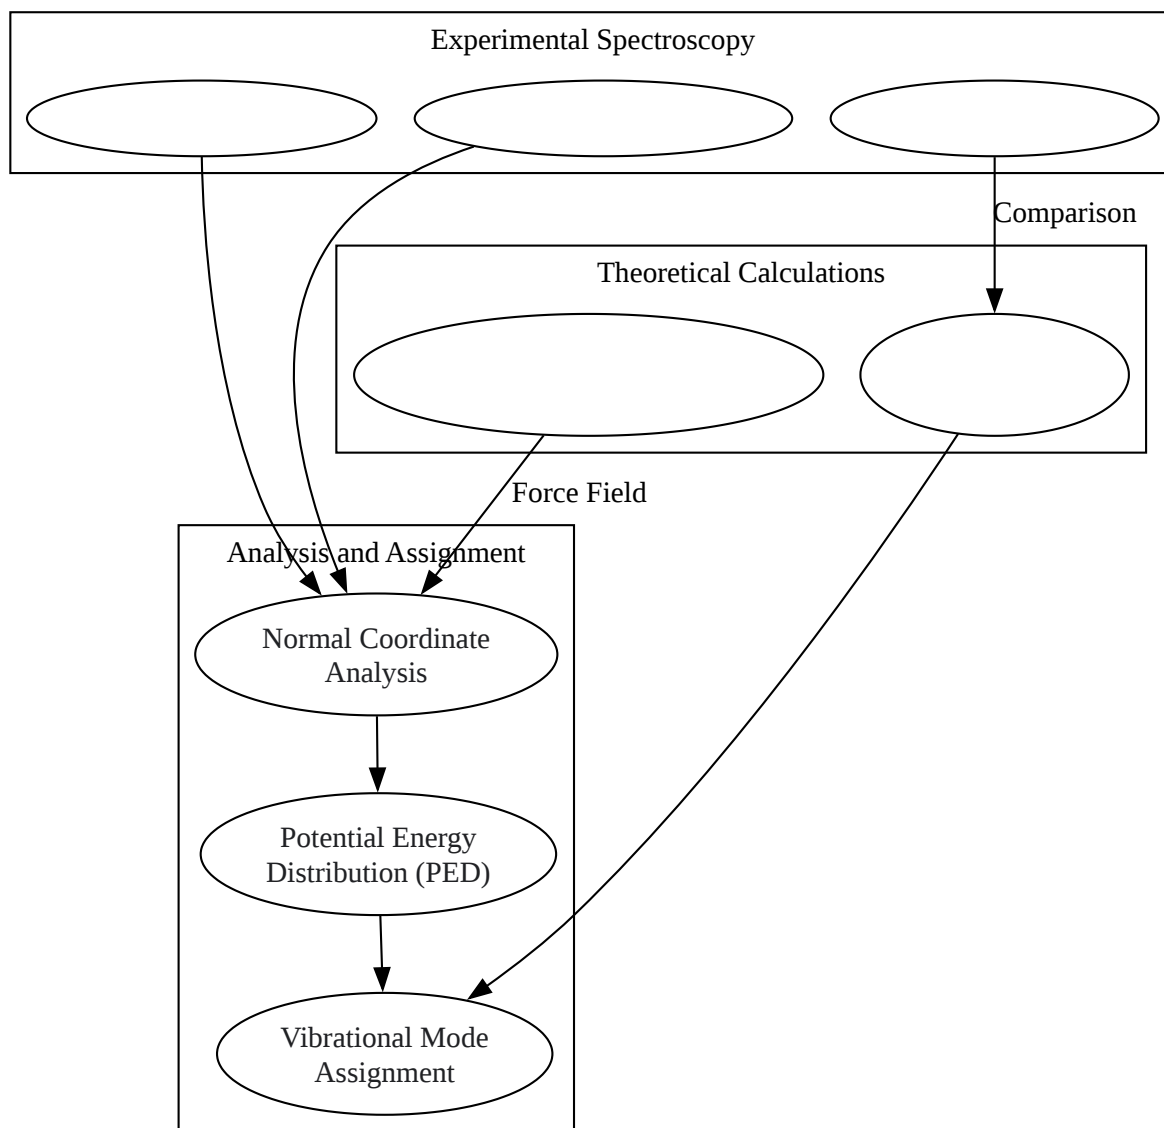 Experimental Spectroscopy
Comparison
Theoretical Calculations
Force Field
Analysis and Assignment
Normal Coordinate
Analysis
Potential Energy
Distribution (PED)
Vibrational Mode
Assignment